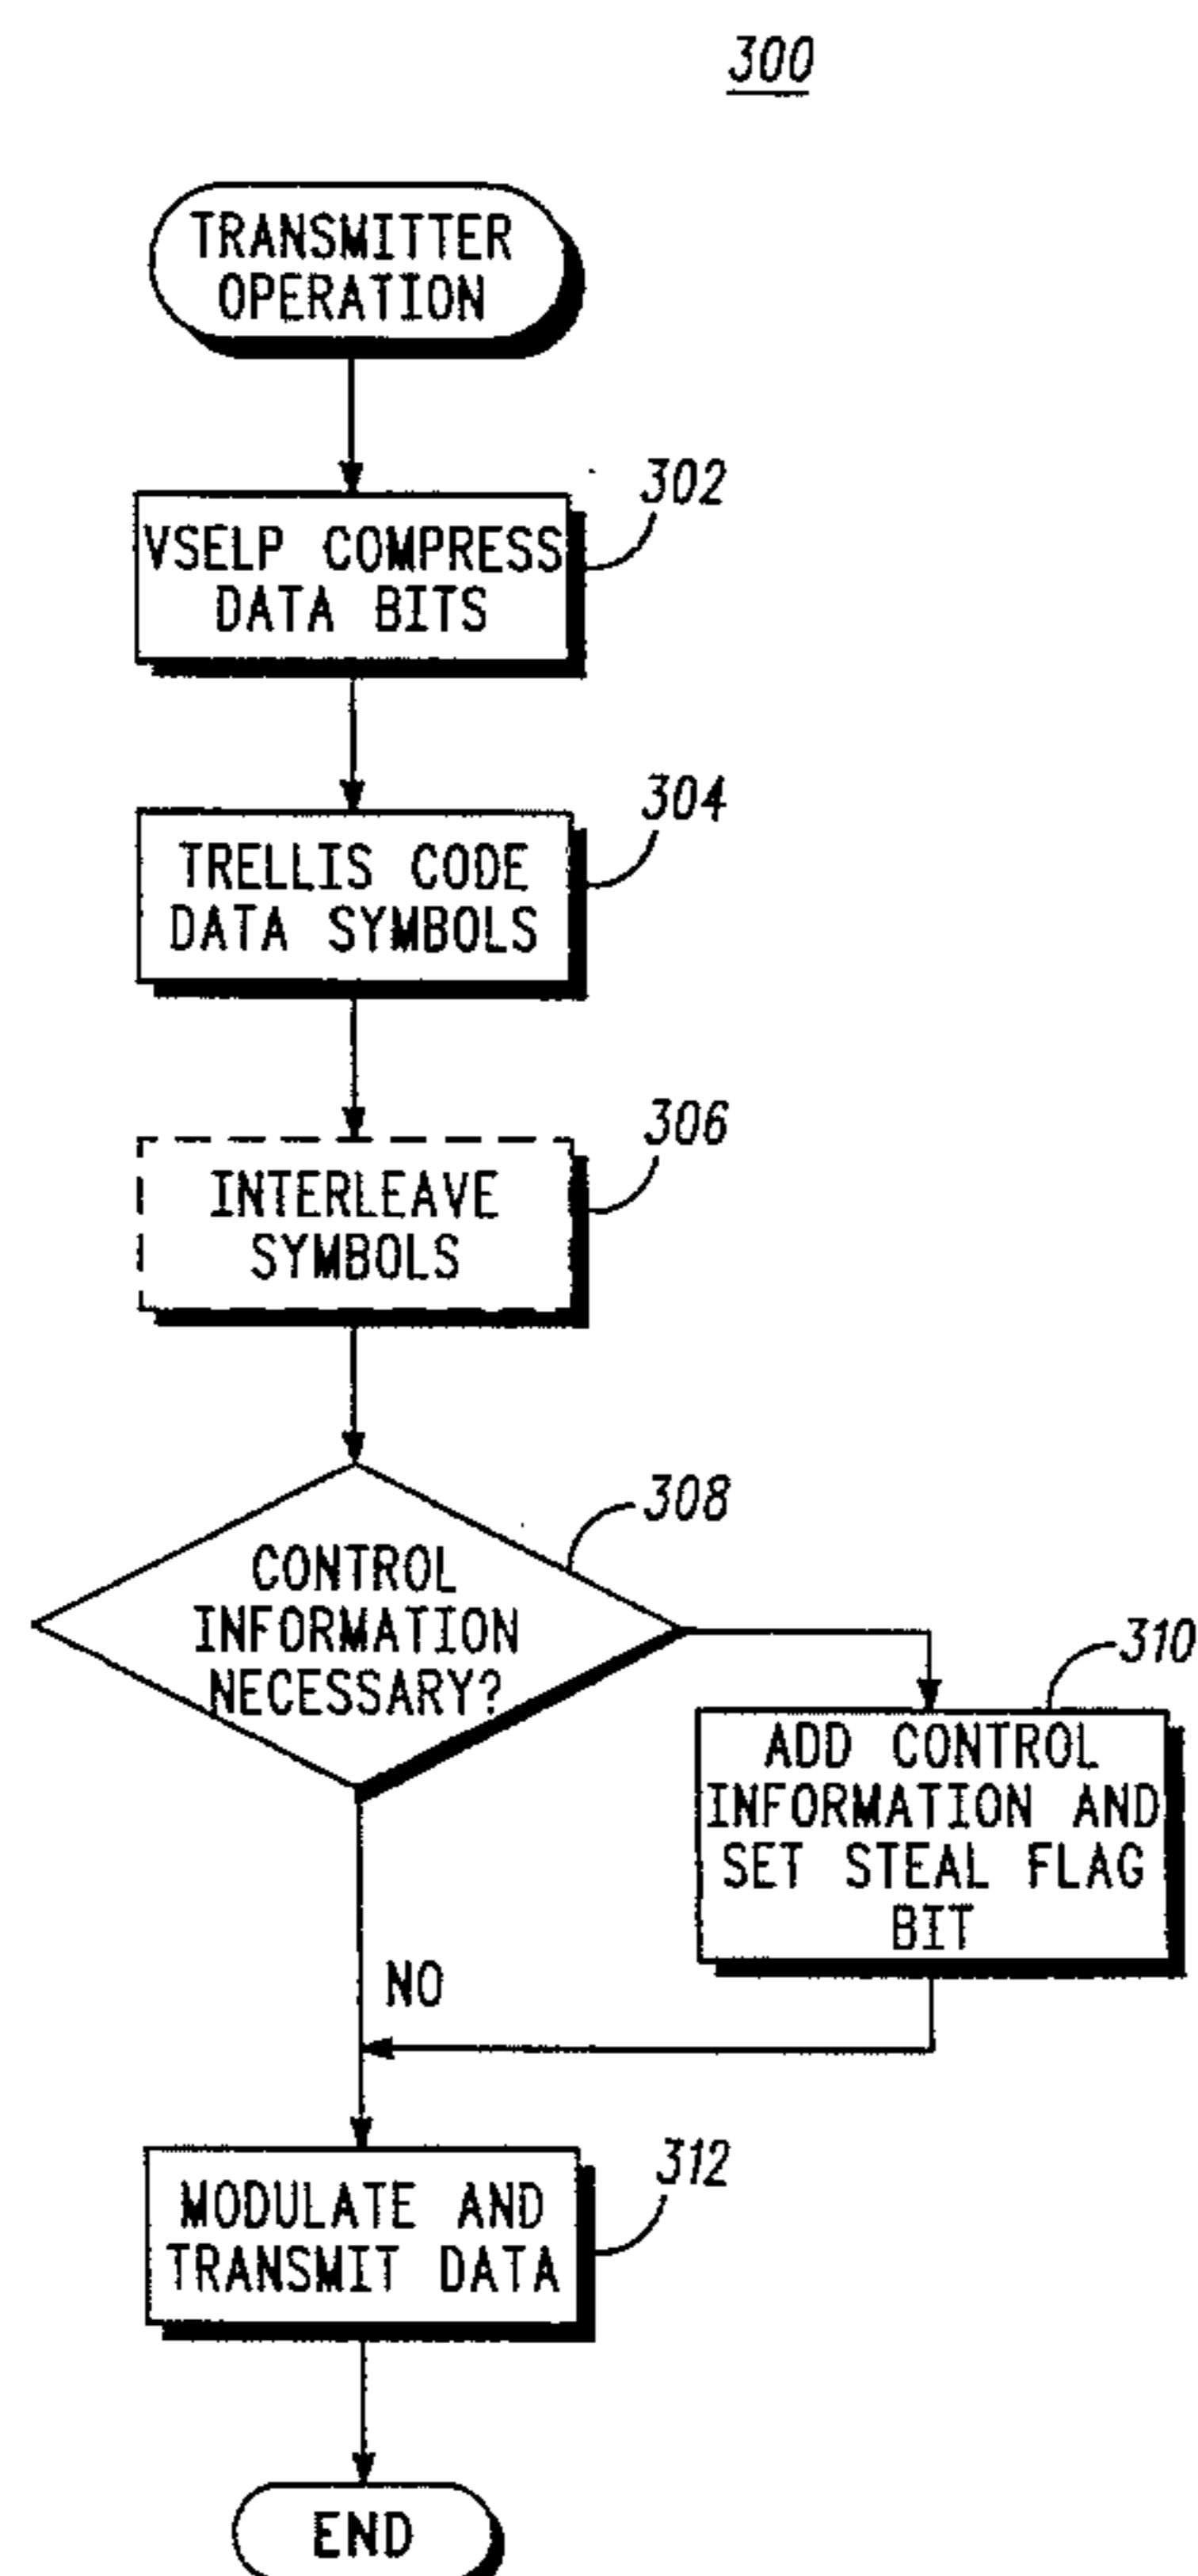 300
TRANSMITTER
OPERATION
302
VSELP COMPRESS
DATA BITS
304
TRELLIS CODE
DATA SYMBOLS
306
INTERLEAVE
SYMBOLS
308
CONTROL
INFORMATION
NECESSARY?
310
ADD CONTROL
INFORMATION AND
SET STEAL FLAG
BIT
NO
312
MODULATE AND
TRANSMIT DATA
END